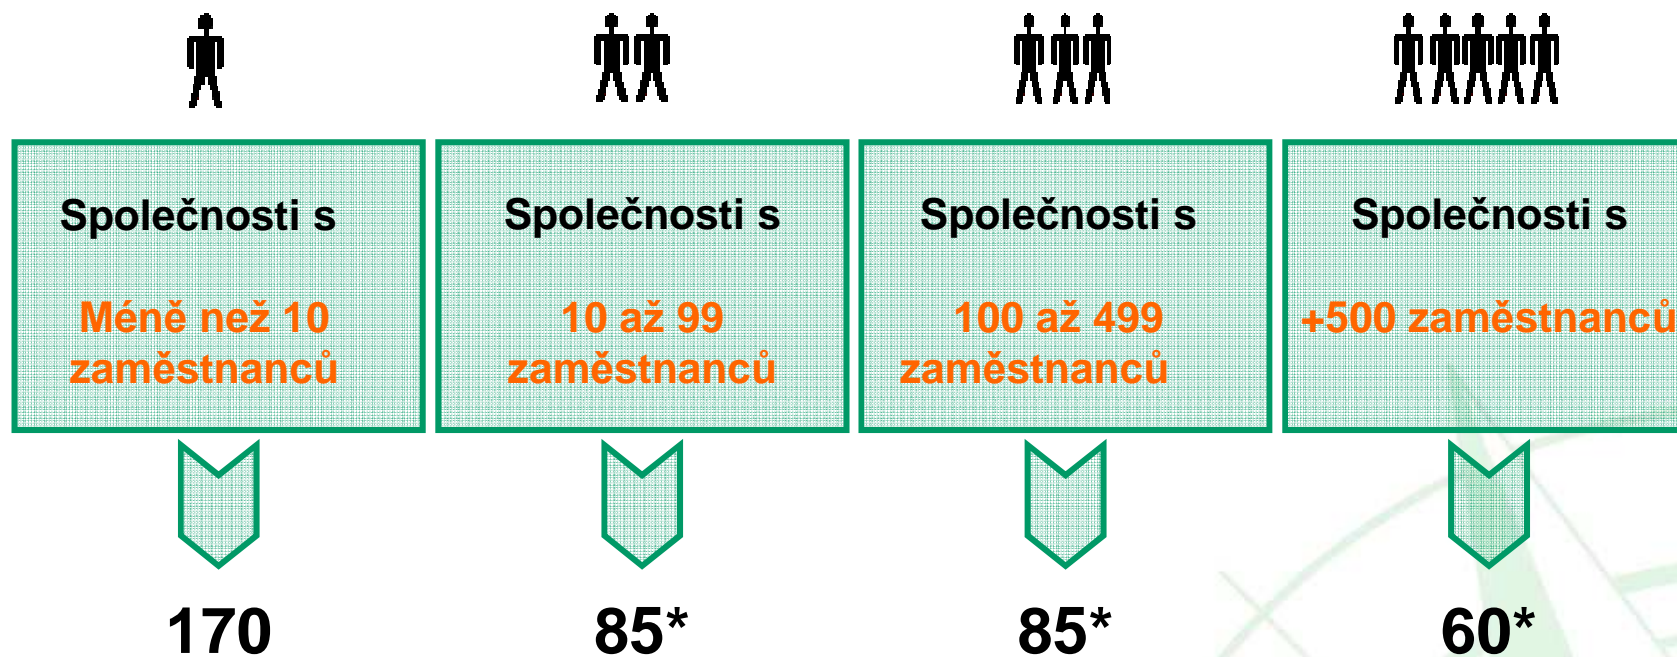 Společnosti s
Méně než 10
zaměstnanců
170
Společnosti s
10 až 99
zaměstnanců
85*
Společnosti s
100 až 499
zaměstnanců
85*
Společnosti s
+500 zaměstnanců
60*